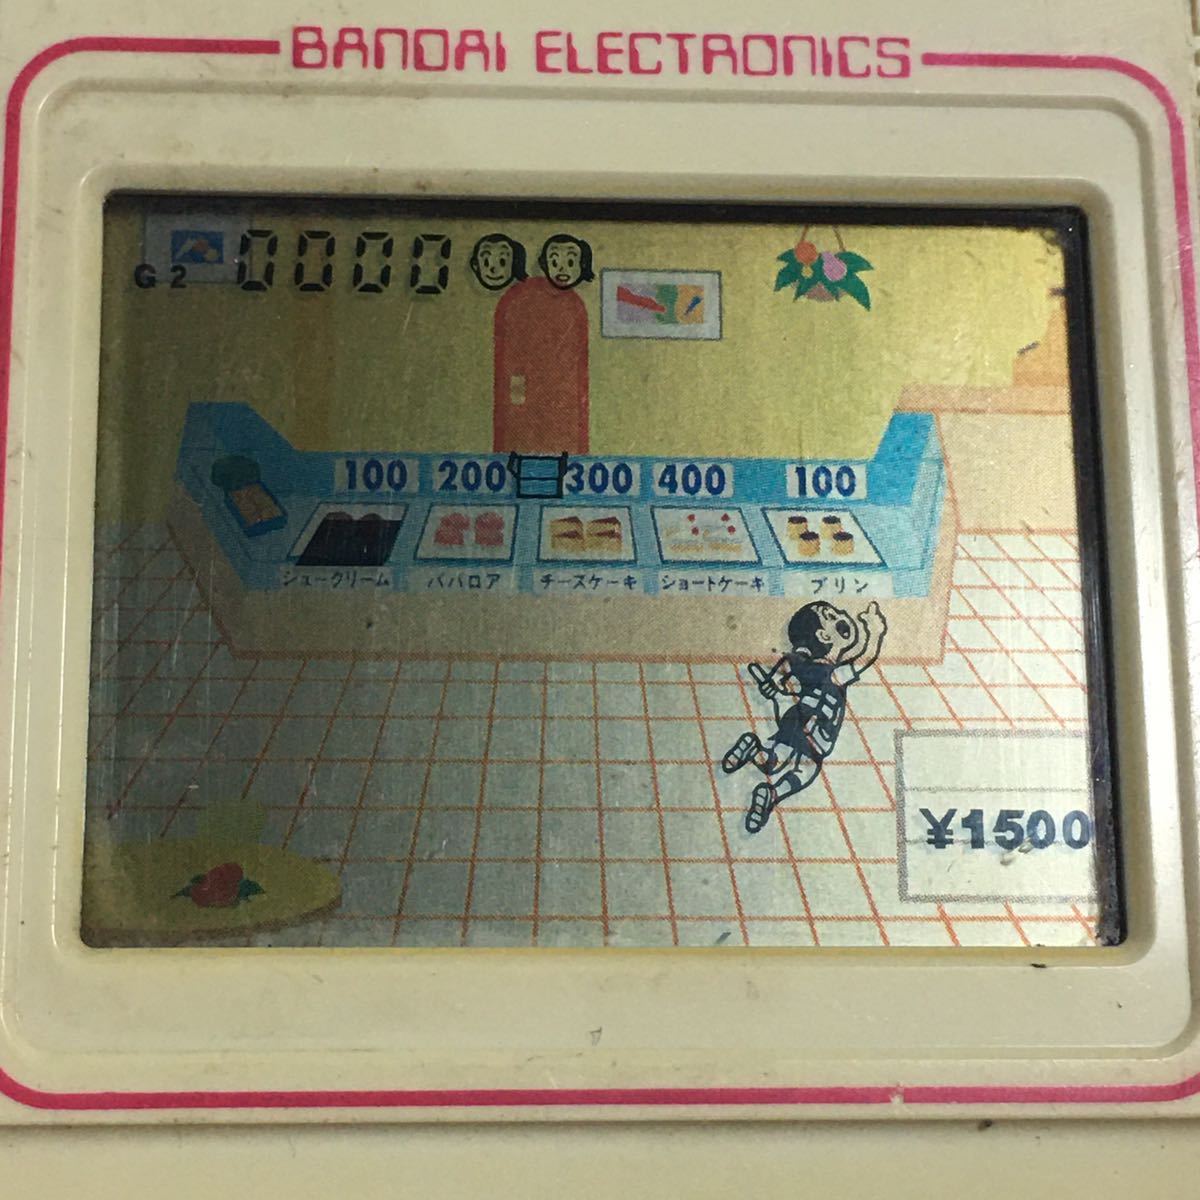 BANDAI ELECTRONICS
G2 0000
100 200 300 400 100
シュークリーム ババロア チーズケーキ ショートケーキ プリン
¥1500